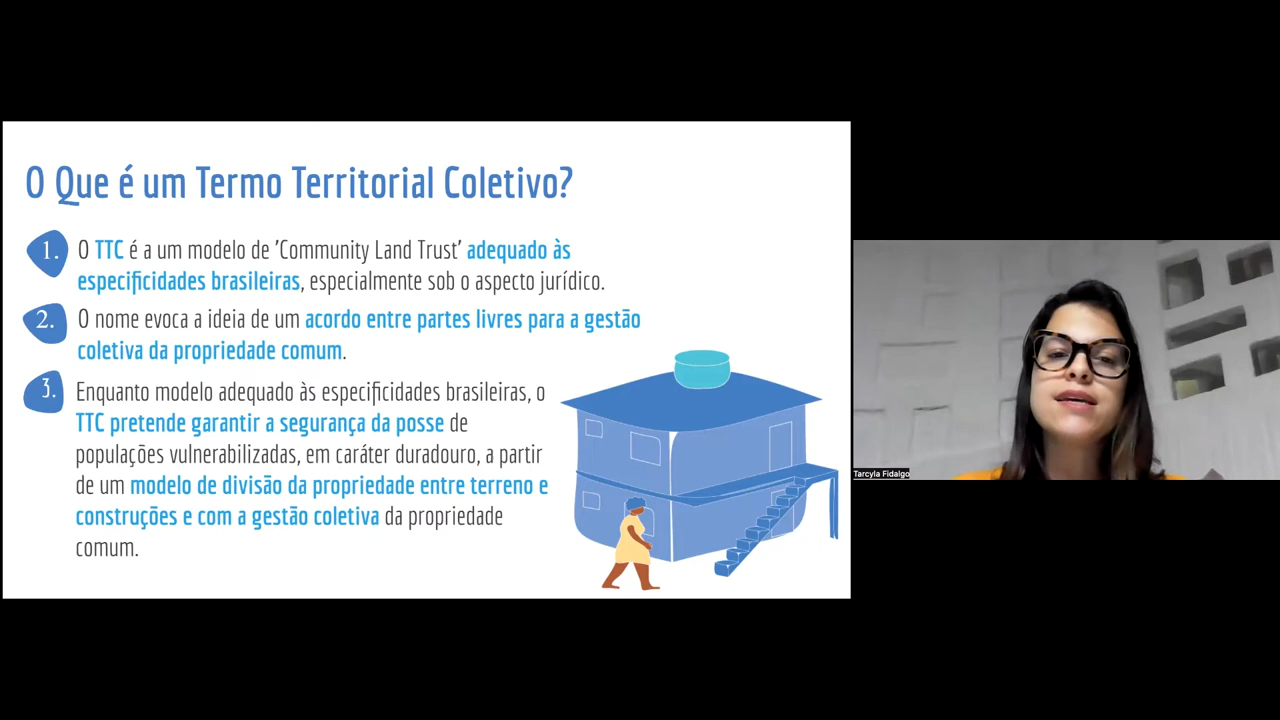 O Que é um Termo Territorial Coletivo?
1. O TTC é a um modelo de 'Community Land Trust' adequado às
especificidades brasileiras, especialmente sob o aspecto jurídico.
2. O nome evoca a ideia de um acordo entre partes livres para a gestão
coletiva da propriedade comum.
3. Enquanto modelo adequado às especificidades brasileiras, o
TTC pretende garantir a segurança da posse de
populações vulnerabilizadas, em caráter duradouro, a partir
de um modelo de divisão da propriedade entre terreno e
construções e com a gestão coletiva da propriedade
comum.
Tarcyla Fidalgo